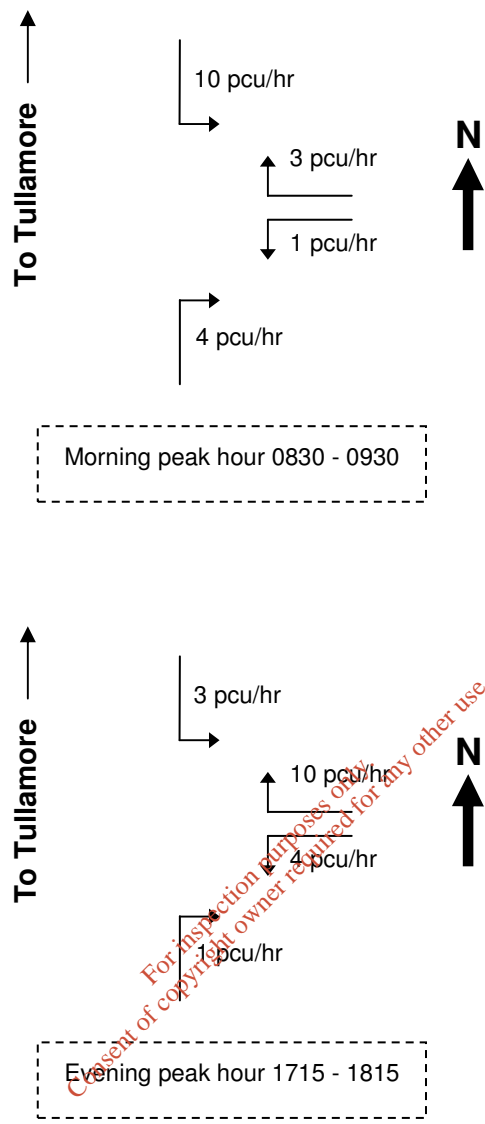 To Tullamore
10 pcu/hr
3 pcu/hr
N
1 pcu/hr
4 pcu/hr
Morning peak hour 0830 - 0930
To Tullamore
3 pcu/hr
N
10 pcu/hr
4 pcu/hr
1 pcu/hr
For inspection purposes only.
Consent of copyright owner required for any other use
Evening peak hour 1715 - 1815